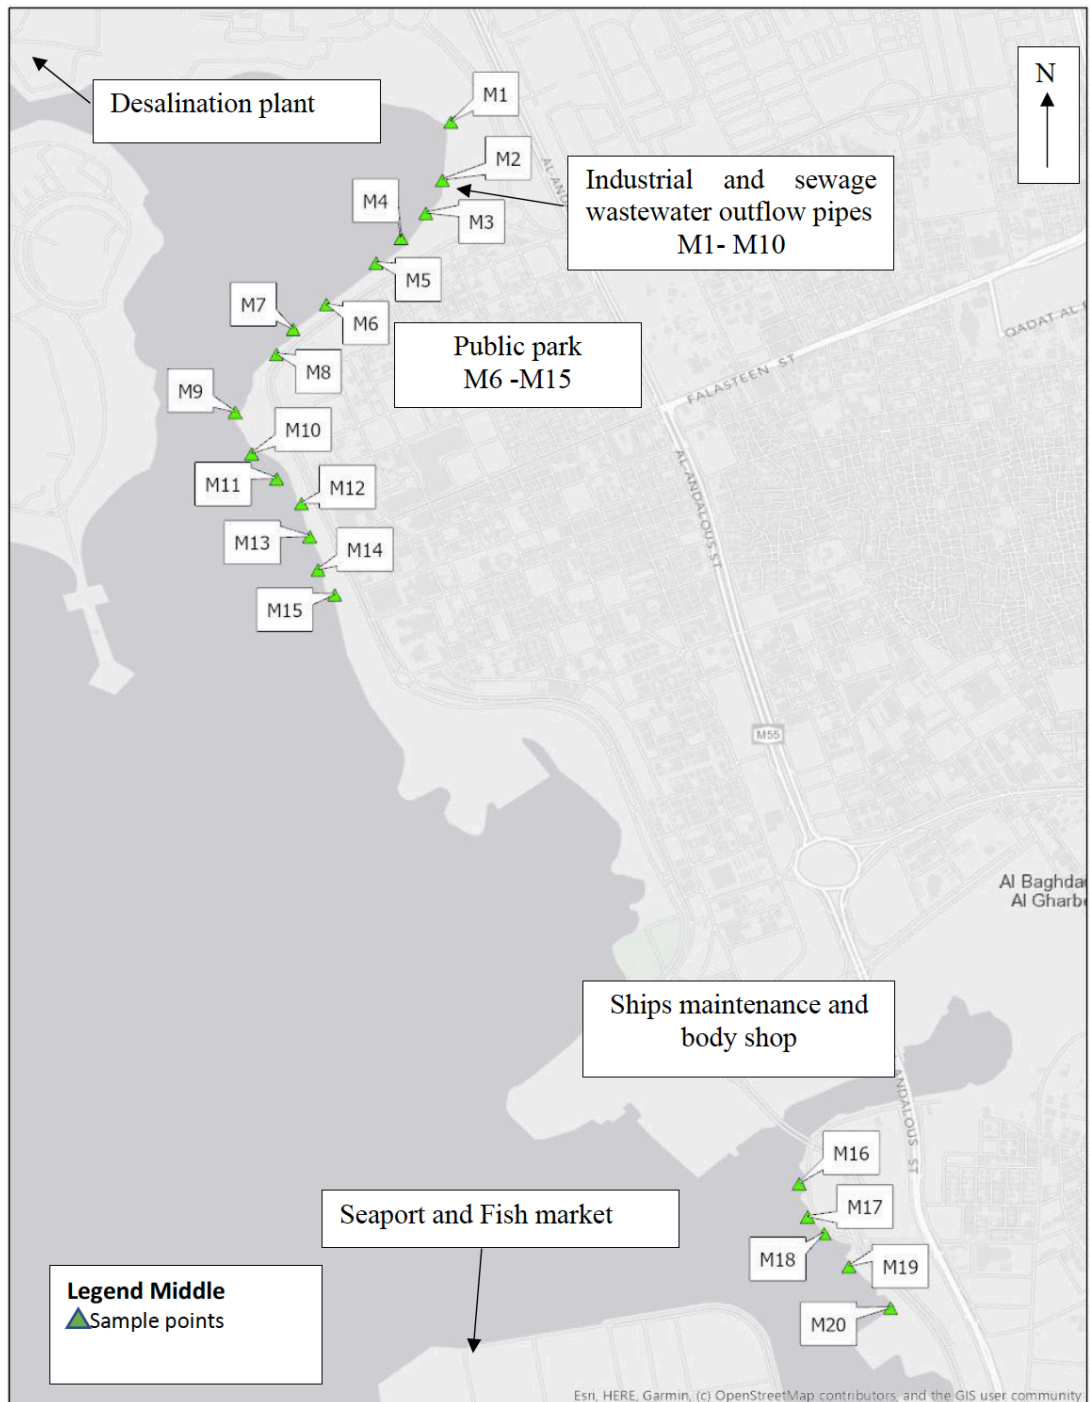 N
Desalination plant
M1
M2
Industrial and sewage
wastewater outflow pipes
M1- M10
M4
M3
M5
M7
M6
Public park
M6 -M15
M8
M9
M10
M11
M12
M13
M14
M15
AL-AND
FALASTEEN ST
QADAT AL
AL-ANDALOUS ST
M55
Al Baghda
Al Gharb
Ships maintenance and
body shop
ANDALOUS ST
M16
M17
M18
M19
M20
Seaport and Fish market
Legend Middle
Sample points
Esri, HERE, Garmin, (c) OpenStreetMap contributors, and the GIS user community